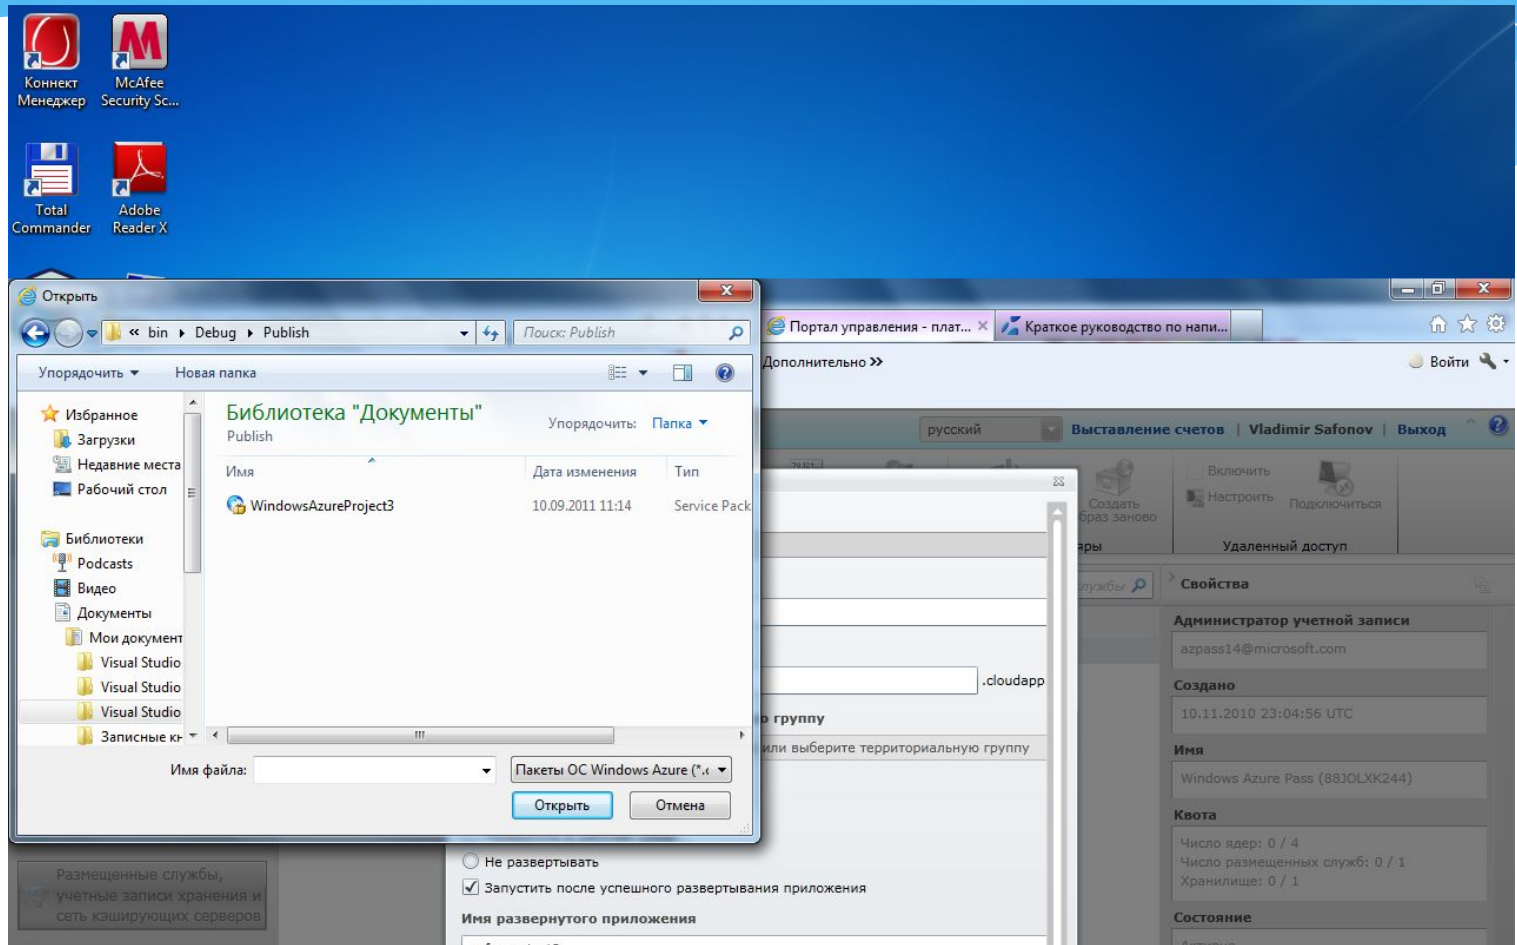 Коннект
Менеджер
McAfee
Security Sc...
Total
Commander
Adobe
Reader X
Открыть
« bin ▸ Debug ▸ Publish
Поиск: Publish
Упорядочить
Новая папка
Избранное
Загрузки
Недавние места
Рабочий стол
Библиотеки
Podcasts
Видео
Документы
Мои документ
Visual Studio
Visual Studio
Visual Studio
Записные кн
Библиотека "Документы"
Publish
Упорядочить: Папка
Имя
Дата изменения
Тип
WindowsAzureProject3
10.09.2011 11:14
Service Pack
Имя файла:
Пакеты ОС Windows Azure (*.c
Открыть
Отмена
Портал управления - плат...
Краткое руководство по напи...
Дополнительно »
Войти
русский
Выставление счетов | Vladimir Safonov | Выход
Создать
образ заново
Включить
Настроить
Подключиться
яры
Удаленный доступ
службы
Свойства
Администратор учетной записи
azpass14@microsoft.com
Создано
10.11.2010 23:04:56 UTC
Имя
Windows Azure Pass (88JOLXK244)
Квота
Число ядер: 0 / 4
Число размещенных служб: 0 / 1
Хранилище: 0 / 1
Состояние
.cloudapp
ю группу
или выберите территориальную группу
Не развертывать
Запустить после успешного развертывания приложения
Имя развернутого приложения
Размещенные службы,
учетные записи хранения и
сеть кэширующих серверов